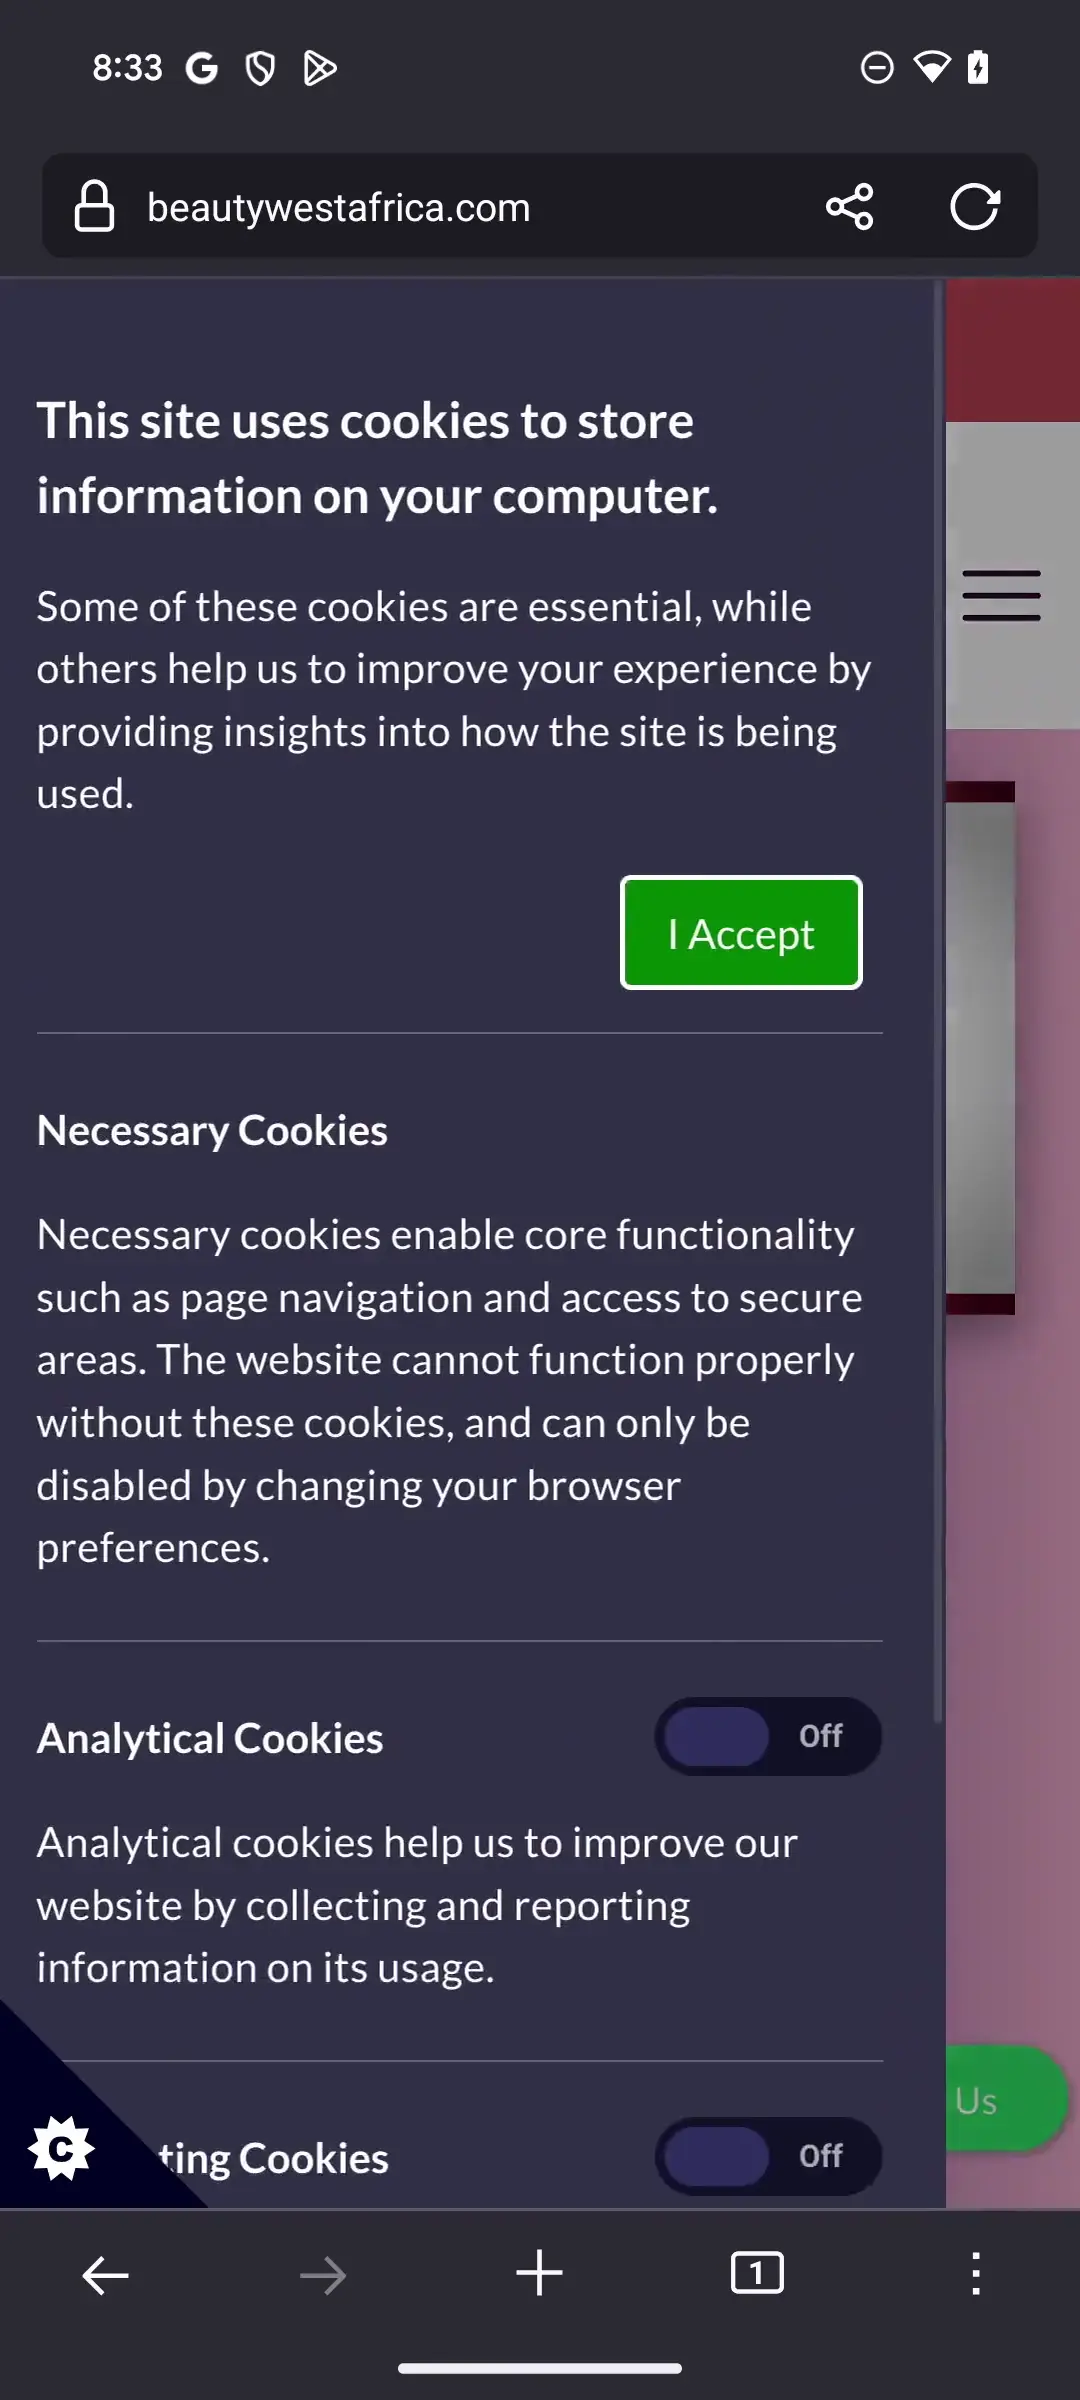 8:33
beautywestafrica.com
This site uses cookies to store
information on your computer.
Some of these cookies are essential, while
others help us to improve your experience by
providing insights into how the site is being
used.
I Accept
Necessary Cookies
Necessary cookies enable core functionality
such as page navigation and access to secure
areas. The website cannot function properly
without these cookies, and can only be
disabled by changing your browser
preferences.
Analytical Cookies
Off
Analytical cookies help us to improve our
website by collecting and reporting
information on its usage.
Us
C
ting Cookies
Off
1